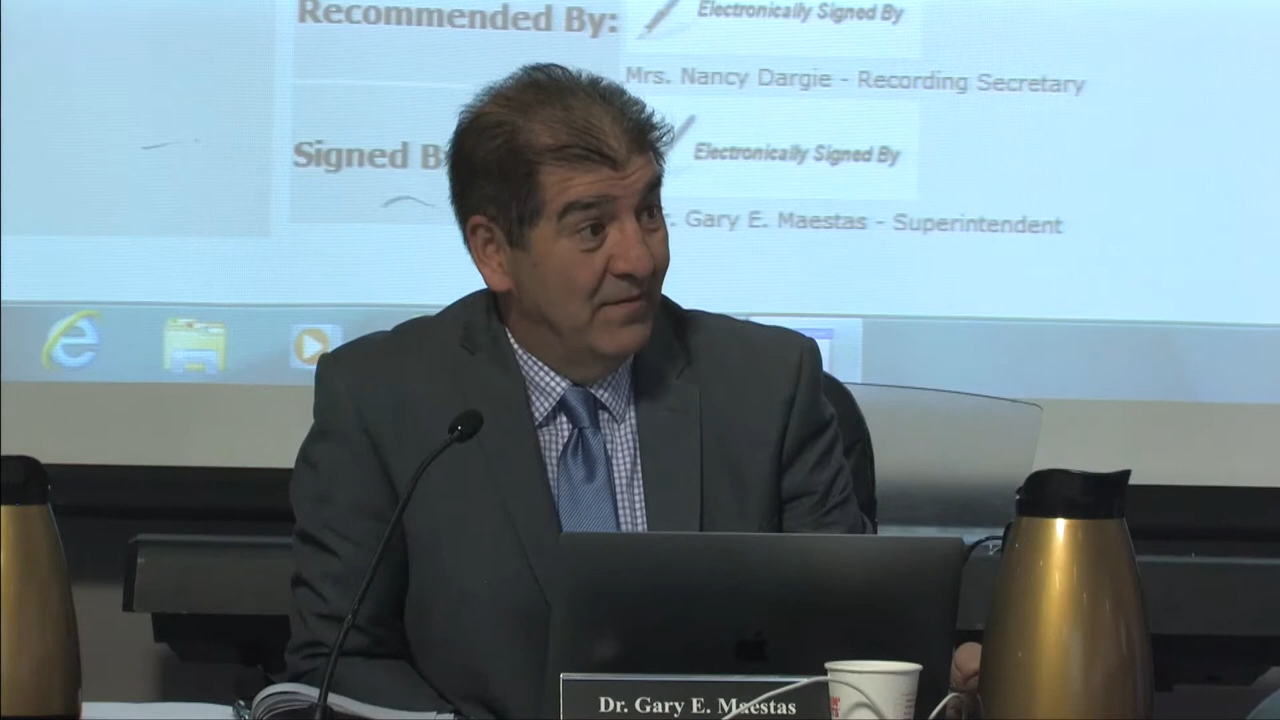 Recommended By:
Electronically Signed By
Mrs. Nancy Dargie - Recording Secretary
Signed B
Electronically Signed By
. Gary E. Maestas - Superintendent
Dr. Gary E. Maestas